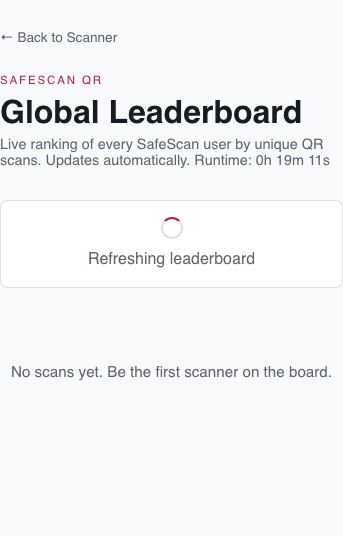 ← Back to Scanner
SAFESCAN QR
Global Leaderboard
Live ranking of every SafeScan user by unique QR
scans. Updates automatically. Runtime: 0h 19m 11s
Refreshing leaderboard
No scans yet. Be the first scanner on the board.